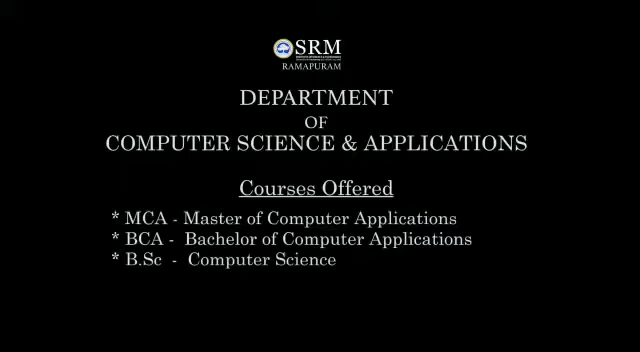 SRM
RAMAPURAM
DEPARTMENT
OF
COMPUTER SCIENCE & APPLICATIONS
Courses Offered
* MCA - Master of Computer Applications
* BCA - Bachelor of Computer Applications
* B.Sc - Computer Science